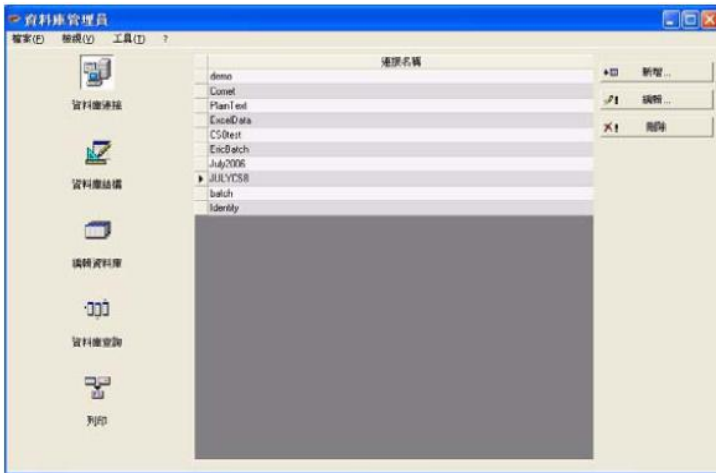 資料庫管理員
檔案(F) 檢視(V) 工具(T) ?
資料庫連接
資料庫結構
編輯資料庫
資料庫查詢
列印
連接名稱
demo
Comet
PlainText
ExcelData
CS8test
EricBatch
July2006
JULYCS8
batch
Identity
新增...
編輯...
刪除